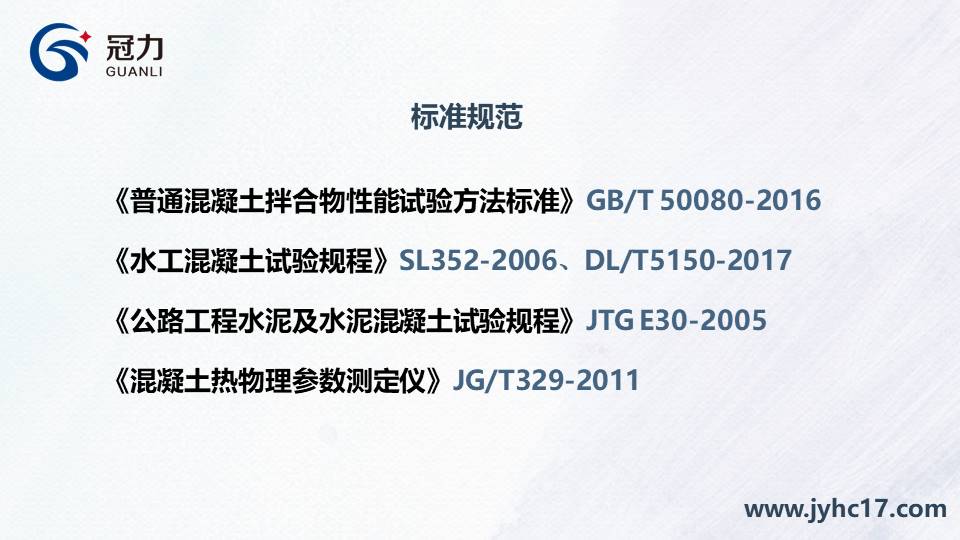 冠力
GUANLI
标准规范
《普通混凝土拌合物性能试验方法标准》GB/T 50080-2016
《水工混凝土试验规程》SL352-2006、DL/T5150-2017
《公路工程水泥及水泥混凝土试验规程》JTG E30-2005
《混凝土热物理参数测定仪》JG/T329-2011
www.jyhc17.com